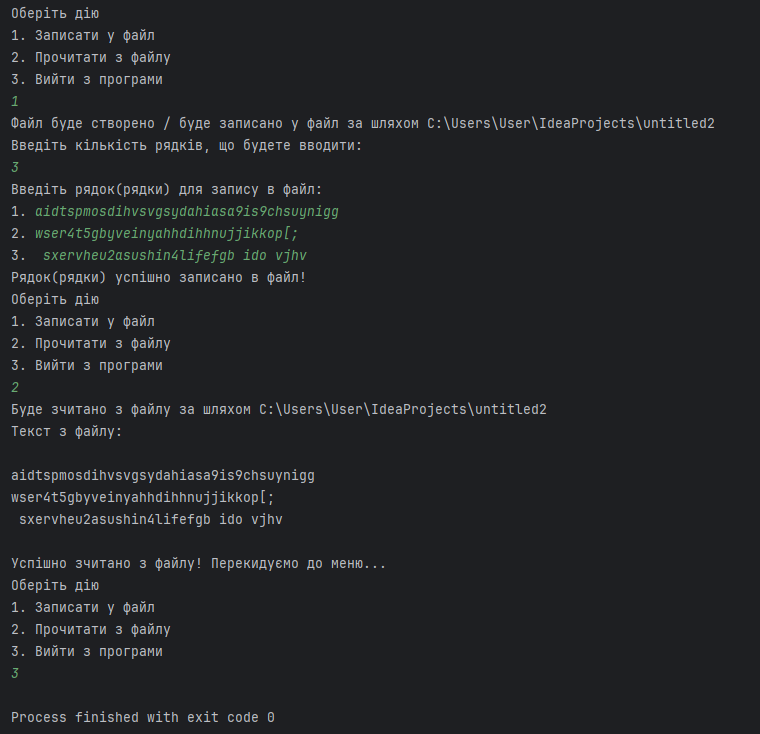 Оберіть дію
1. Записати у файл
2. Прочитати з файлу
3. Вийти з програми
1
Файл буде створено / буде записано у файл за шляхом C:\Users\User\IdeaProjects\untitled2
Введіть кількість рядків, що будете вводити:
3
Введіть рядок(рядки) для запису в файл:
1. aidtspmosdihvsvgsydahiasa9is9chsuynigg
2. wser4t5gbyveinyahhdihhnujjikkop[;
3.  sxervheu2asushin4lifefgb ido vjhv
Рядок(рядки) успішно записано в файл!
Оберіть дію
1. Записати у файл
2. Прочитати з файлу
3. Вийти з програми
2
Буде зчитано з файлу за шляхом C:\Users\User\IdeaProjects\untitled2
Текст з файлу:
aidtspmosdihvsvgsydahiasa9is9chsuynigg
wser4t5gbyveinyahhdihhnujjikkop[;
 sxervheu2asushin4lifefgb ido vjhv
Успішно зчитано з файлу! Перекидуємо до меню...
Оберіть дію
1. Записати у файл
2. Прочитати з файлу
3. Вийти з програми
3
Process finished with exit code 0